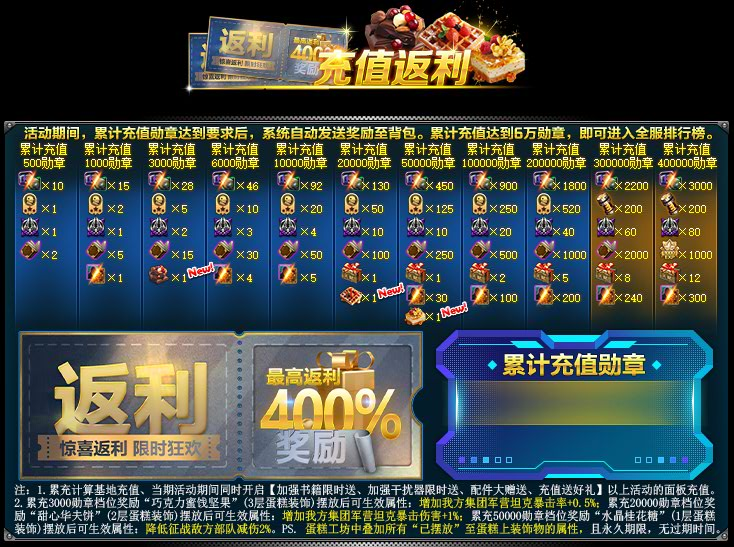 返利
惊喜返利 限时狂欢
最高返利
400%
奖励
充值返利
活动期间，累计充值勋章达到要求后，系统自动发送奖励至背包。累计充值达到5万勋章，即可进入全服排行榜。
累计充值 累计充值 累计充值 累计充值 累计充值 累计充值 累计充值 累计充值 累计充值 累计充值 累计充值
500勋章 1000勋章 3000勋章 6000勋章 10000勋章 20000勋章 50000勋章 100000勋章 200000勋章 300000勋章 400000勋章
×10 ×15 ×28 ×46 ×92 ×130 ×450 ×900 ×1800 ×2200 ×3000
×1 ×2 ×5 ×10 ×20 ×50 ×125 ×250 ×520 ×200 ×200
×1 ×1 ×2 ×3 ×4 ×10 ×10 ×20 ×40 ×60 ×80
×2 ×5 ×15 ×30 ×50 ×100 ×250 ×500 ×1000 ×2000 ×1000
×1 ×1 New! ×4 ×5 ×1 ×1 ×2 ×5 ×8 ×12
×1 New! ×30 ×100 ×200 ×240 ×300
×1 New!
返利
惊喜返利 限时狂欢
最高返利
400%
奖励
累计充值勋章
注：1.累充计算基地充值、当期活动期间同时开启【加强书籍限时送、加强干扰器限时送、配件大赠送、充值送好礼】以上活动的面板充值。
2.累充3000勋章档位奖励“巧克力蜜饯坚果”(3层蛋糕装饰)摆放后可生效属性：增加我方集团军营坦克暴击率+0.5%；累充20000勋章档位奖
励“甜心华夫饼”(2层蛋糕装饰)摆放后可生效属性：增加我方集团军营坦克暴击伤害+1%；累充50000勋章档位奖励“水晶桂花糖”(1层蛋糕
装饰)摆放后可生效属性：降低征战敌方部队减伤2%。PS.蛋糕工坊中叠加所有“已摆放”至蛋糕上装饰物的属性，且永久期限，无过期时间。